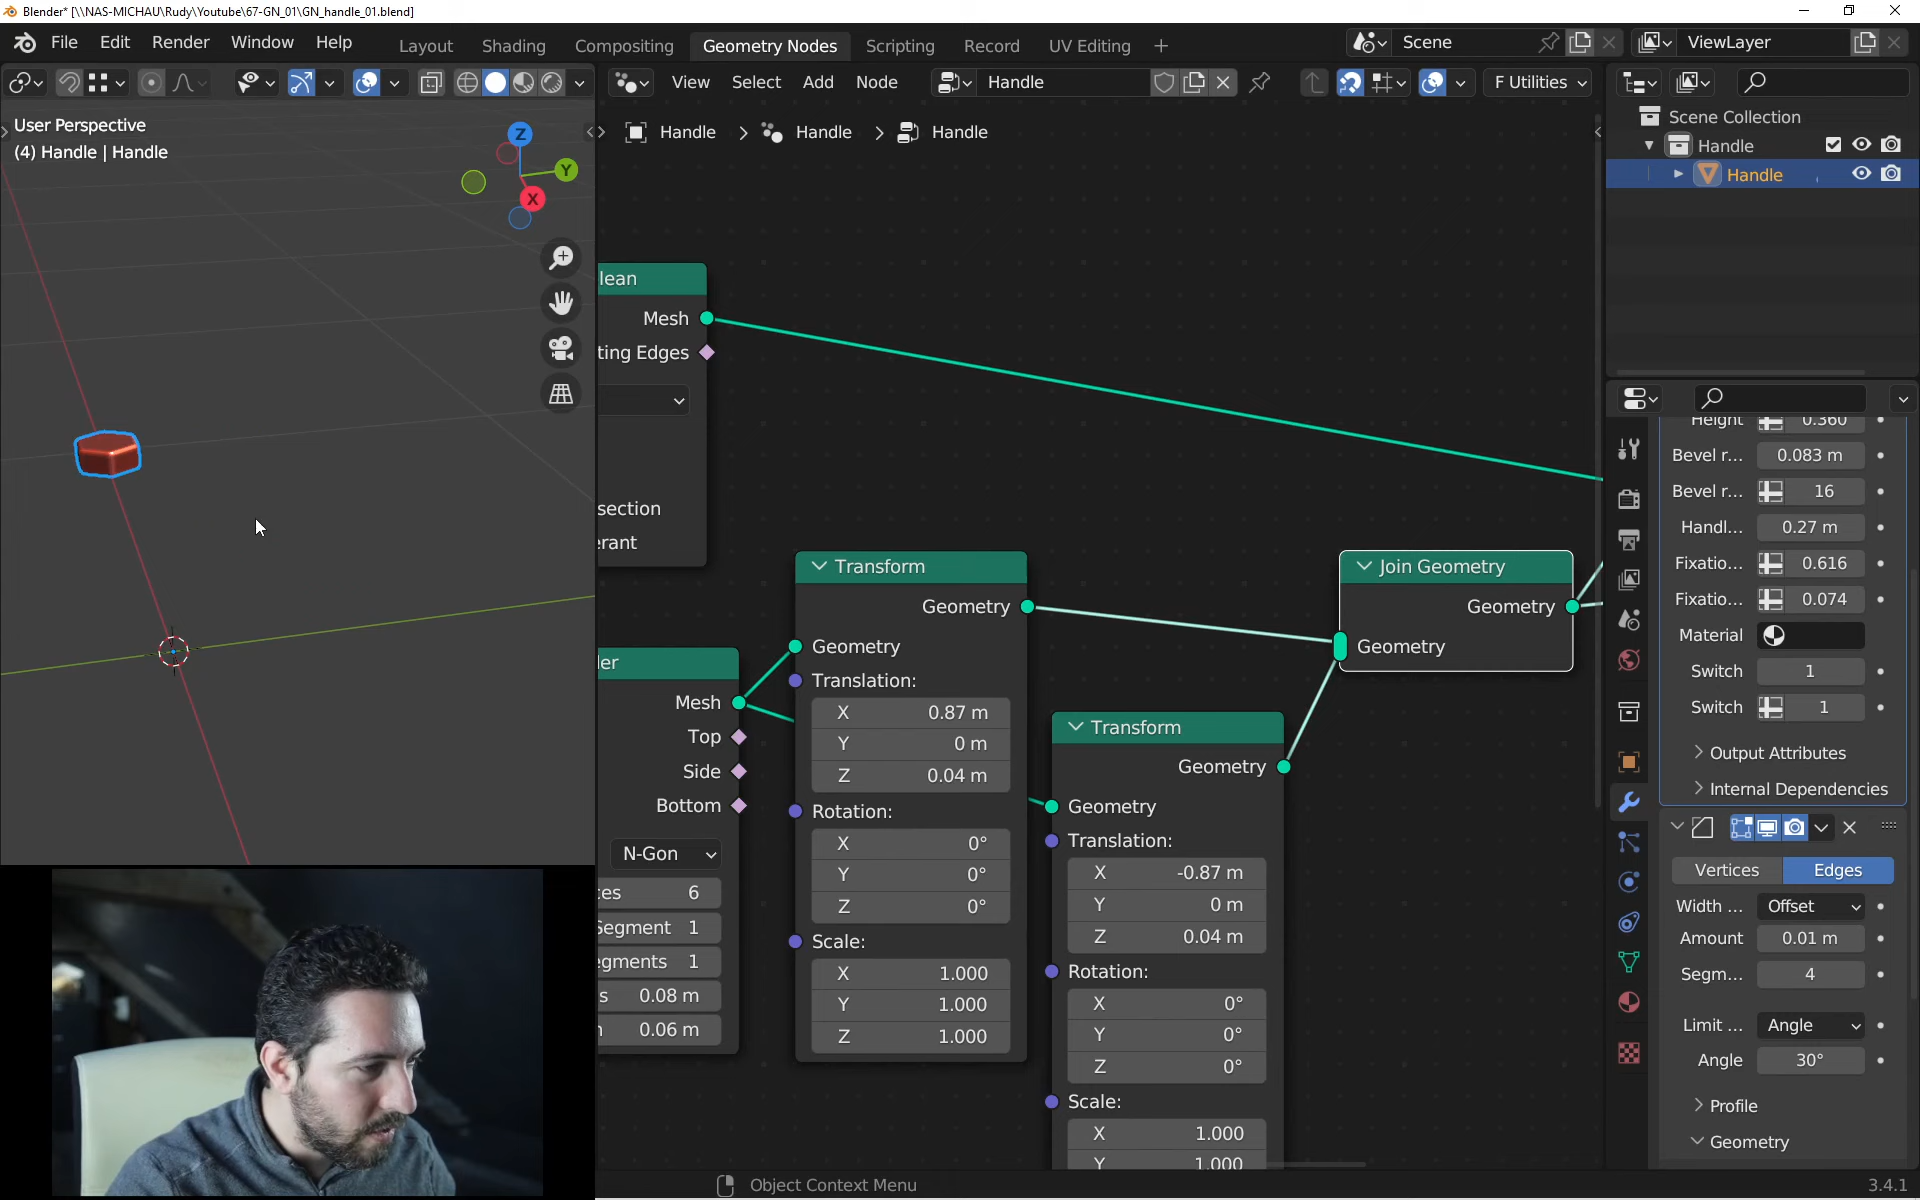 Blender* [\\NAS-MICHAU\Rudy\Youtube\67-GN_01\GN_handle_01.blend]
File Edit Render Window Help
Layout Shading Compositing Geometry Nodes Scripting Record UV Editing +
Scene
ViewLayer
View Select Add Node
Handle
F Utilities
User Perspective
(4) Handle | Handle
Z
Y
X
Handle > Handle > Handle
Scene Collection
Handle
Handle
lean
Mesh
ting Edges
section
erant
ler
Mesh
Top
Side
Bottom
N-Gon
ces 6
Segment 1
egments 1
s 0.08 m
0.06 m
Transform
Geometry
Geometry
Translation:
X 0.87 m
Y 0 m
Z 0.04 m
Rotation:
X 0°
Y 0°
Z 0°
Scale:
X 1.000
Y 1.000
Z 1.000
Transform
Geometry
Geometry
Translation:
X -0.87 m
Y 0 m
Z 0.04 m
Rotation:
X 0°
Y 0°
Z 0°
Scale:
X 1.000
Y 1.000
Join Geometry
Geometry
Geometry
Height 0.360
Bevel r... 0.083 m
Bevel r... 16
Handl... 0.27 m
Fixatio... 0.616
Fixatio... 0.074
Material
Switch 1
Switch 1
Output Attributes
Internal Dependencies
Vertices Edges
Width ... Offset
Amount 0.01 m
Segm... 4
Limit ... Angle
Angle 30°
Profile
Geometry
Object Context Menu
3.4.1